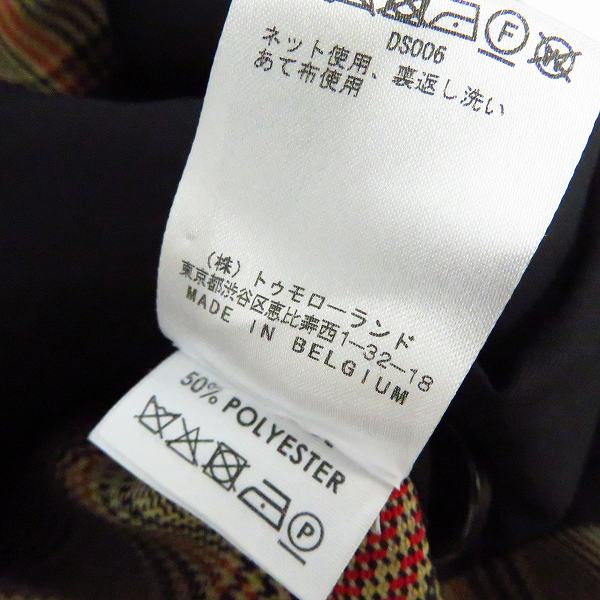 F W
DS006
ネット使用、裏返し洗い
あて布使用
(株) トゥモローランド
東京都渋谷区恵比寿西1-32-18
MADE IN BELGIUM
50% POLYESTER
P